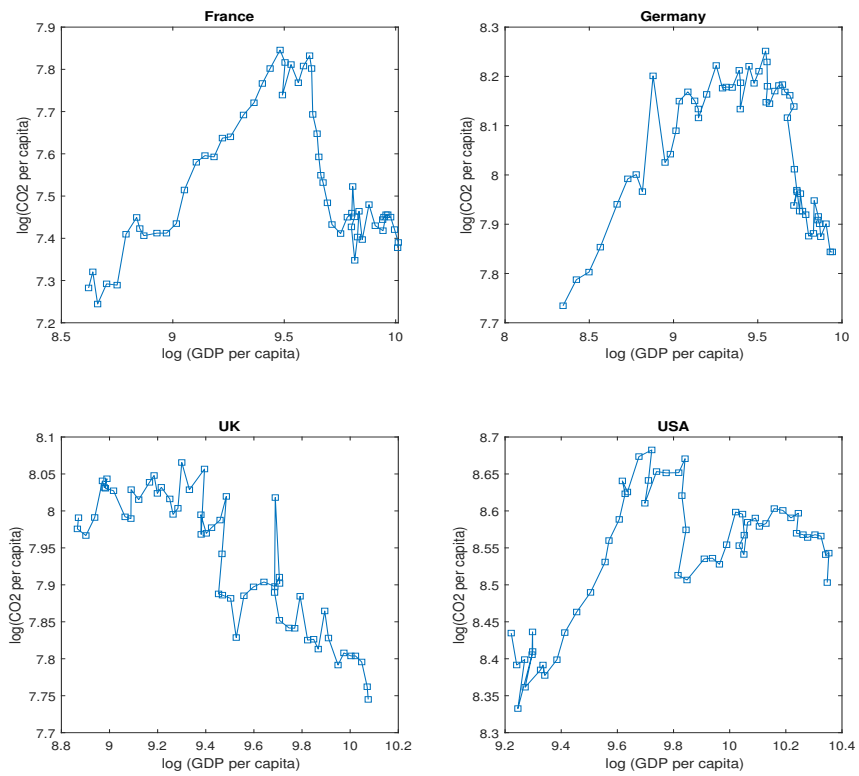 France
7.9
7.8
7.7
7.6
7.5
7.4
7.3
7.2
8.5 9 9.5 10
log (GDP per capita)
log(CO2 per capita)
Germany
8.3
8.2
8.1
8
7.9
7.8
7.7
8 8.5 9 9.5 10
log (GDP per capita)
log(CO2 per capita)
UK
8.1
8.05
8
7.95
7.9
7.85
7.8
7.75
7.7
8.8 9 9.2 9.4 9.6 9.8 10 10.2
log (GDP per capita)
log(CO2 per capita)
USA
8.7
8.65
8.6
8.55
8.5
8.45
8.4
8.35
8.3
9.2 9.4 9.6 9.8 10 10.2 10.4
log (GDP per capita)
log(CO2 per capita)